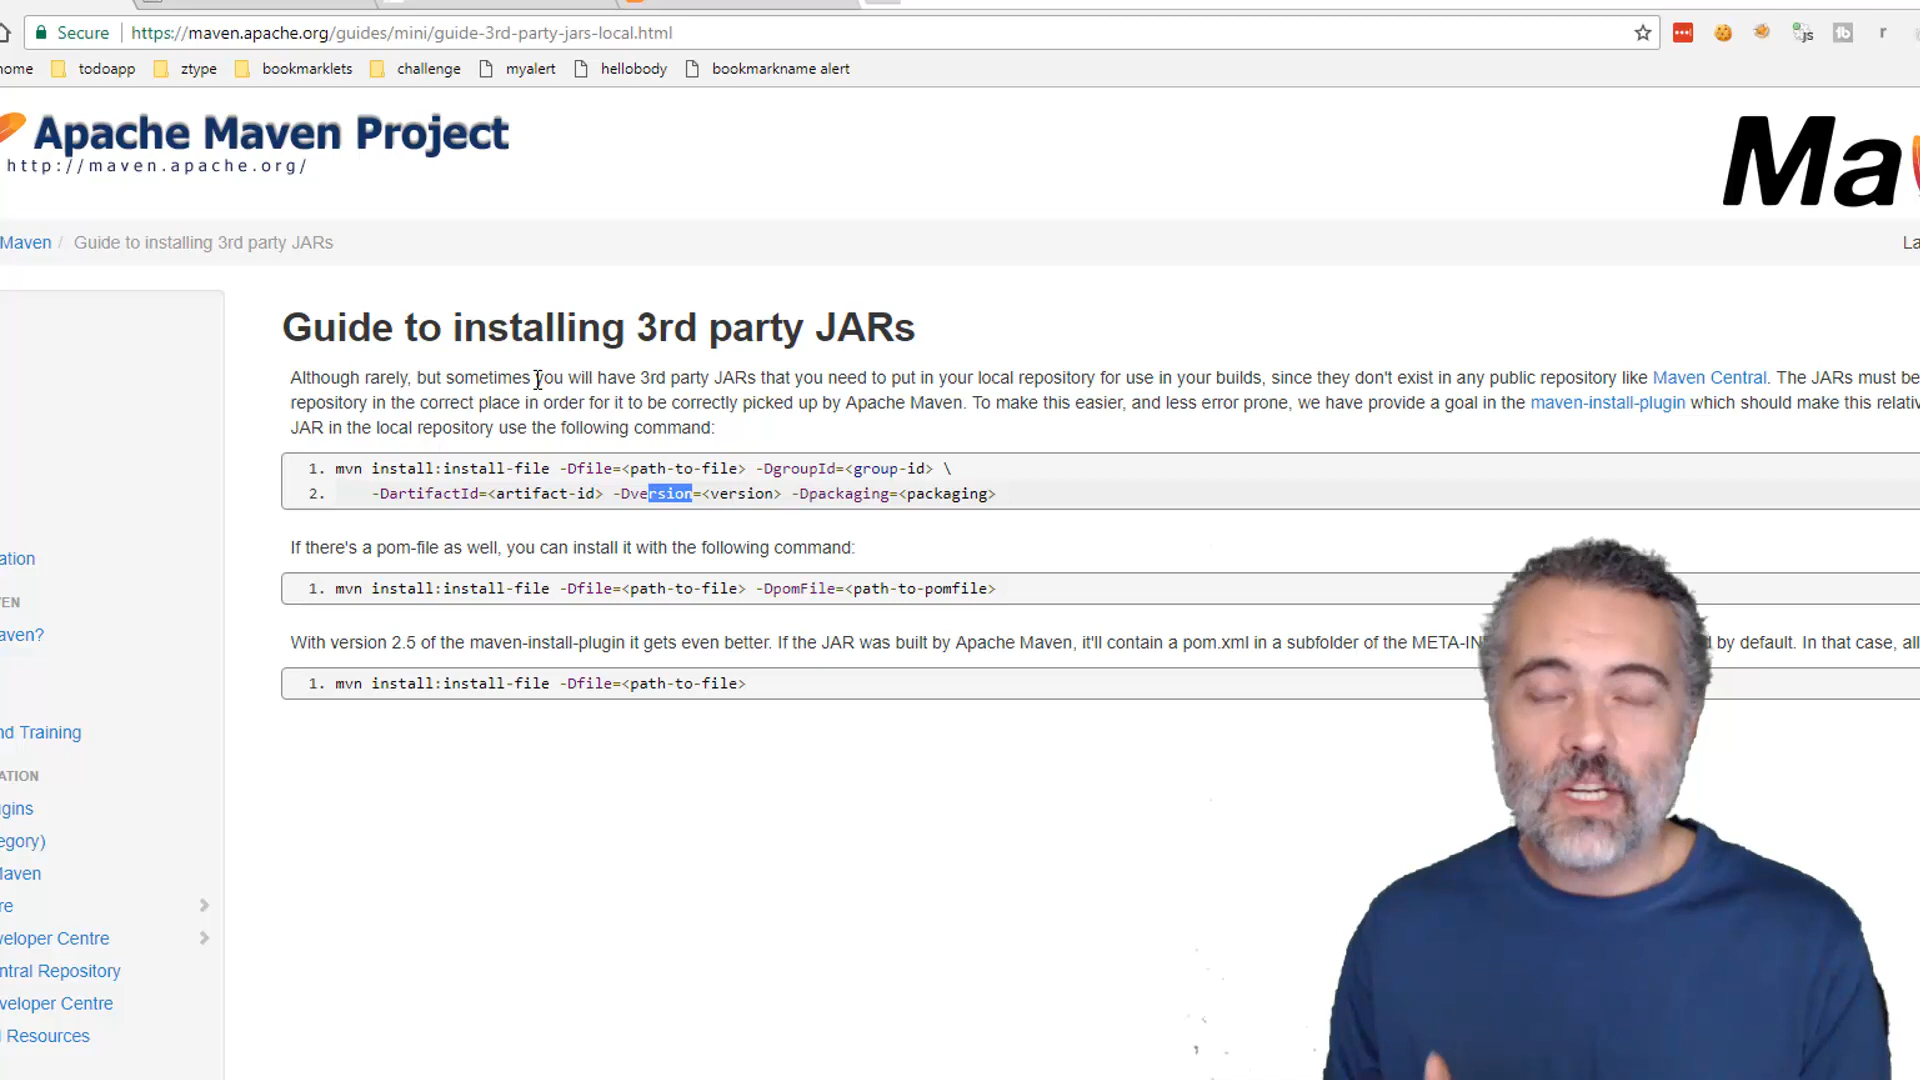 Secure https://maven.apache.org/guides/mini/guide-3rd-party-jars-local.html
ome todoapp ztype bookmarklets challenge myalert hellobody bookmarkname alert
Apache Maven Project
http://maven.apache.org/
Ma
Maven / Guide to installing 3rd party JARs
La
Guide to installing 3rd party JARs
Although rarely, but sometimes you will have 3rd party JARs that you need to put in your local repository for use in your builds, since they don't exist in any public repository like Maven Central. The JARs must be
repository in the correct place in order for it to be correctly picked up by Apache Maven. To make this easier, and less error prone, we have provide a goal in the maven-install-plugin which should make this relativ
JAR in the local repository use the following command:
1. mvn install:install-file -Dfile=<path-to-file> -DgroupId=<group-id> \
2. -DartifactId=<artifact-id> -Dversion=<version> -Dpackaging=<packaging>
If there's a pom-file as well, you can install it with the following command:
1. mvn install:install-file -Dfile=<path-to-file> -DpomFile=<path-to-pomfile>
With version 2.5 of the maven-install-plugin it gets even better. If the JAR was built by Apache Maven, it'll contain a pom.xml in a subfolder of the META-IN d by default. In that case, all
1. mvn install:install-file -Dfile=<path-to-file>
ation
VEN
aven?
nd Training
ATION
gins
egory)
Maven
re
veloper Centre
ntral Repository
veloper Centre
l Resources